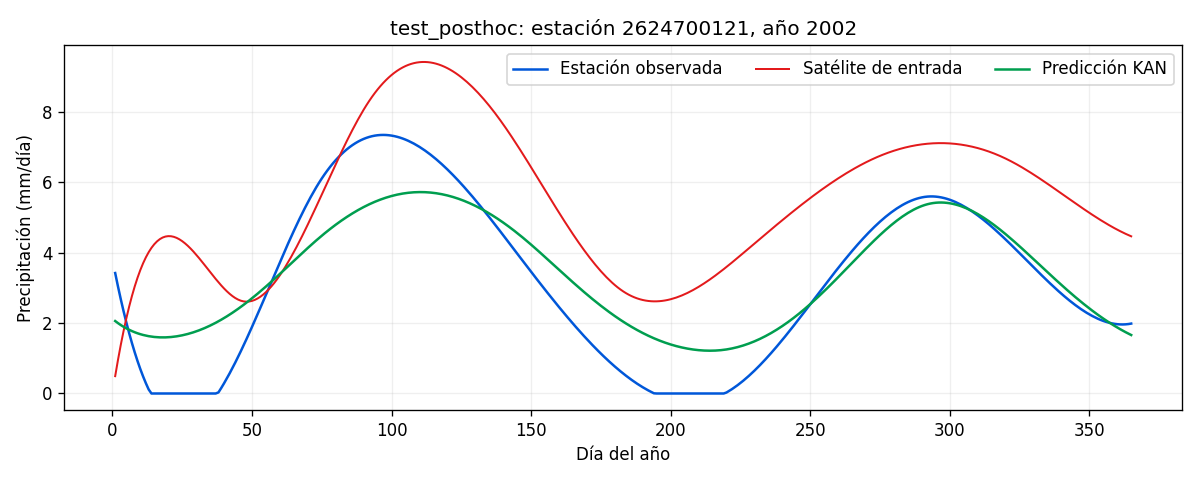 test_posthoc: estación 2624700121, año 2002
Estación observada
Satélite de entrada
Predicción KAN
Precipitación (mm/día)
8
6
4
2
0
0
50
100
150
200
250
300
350
Día del año